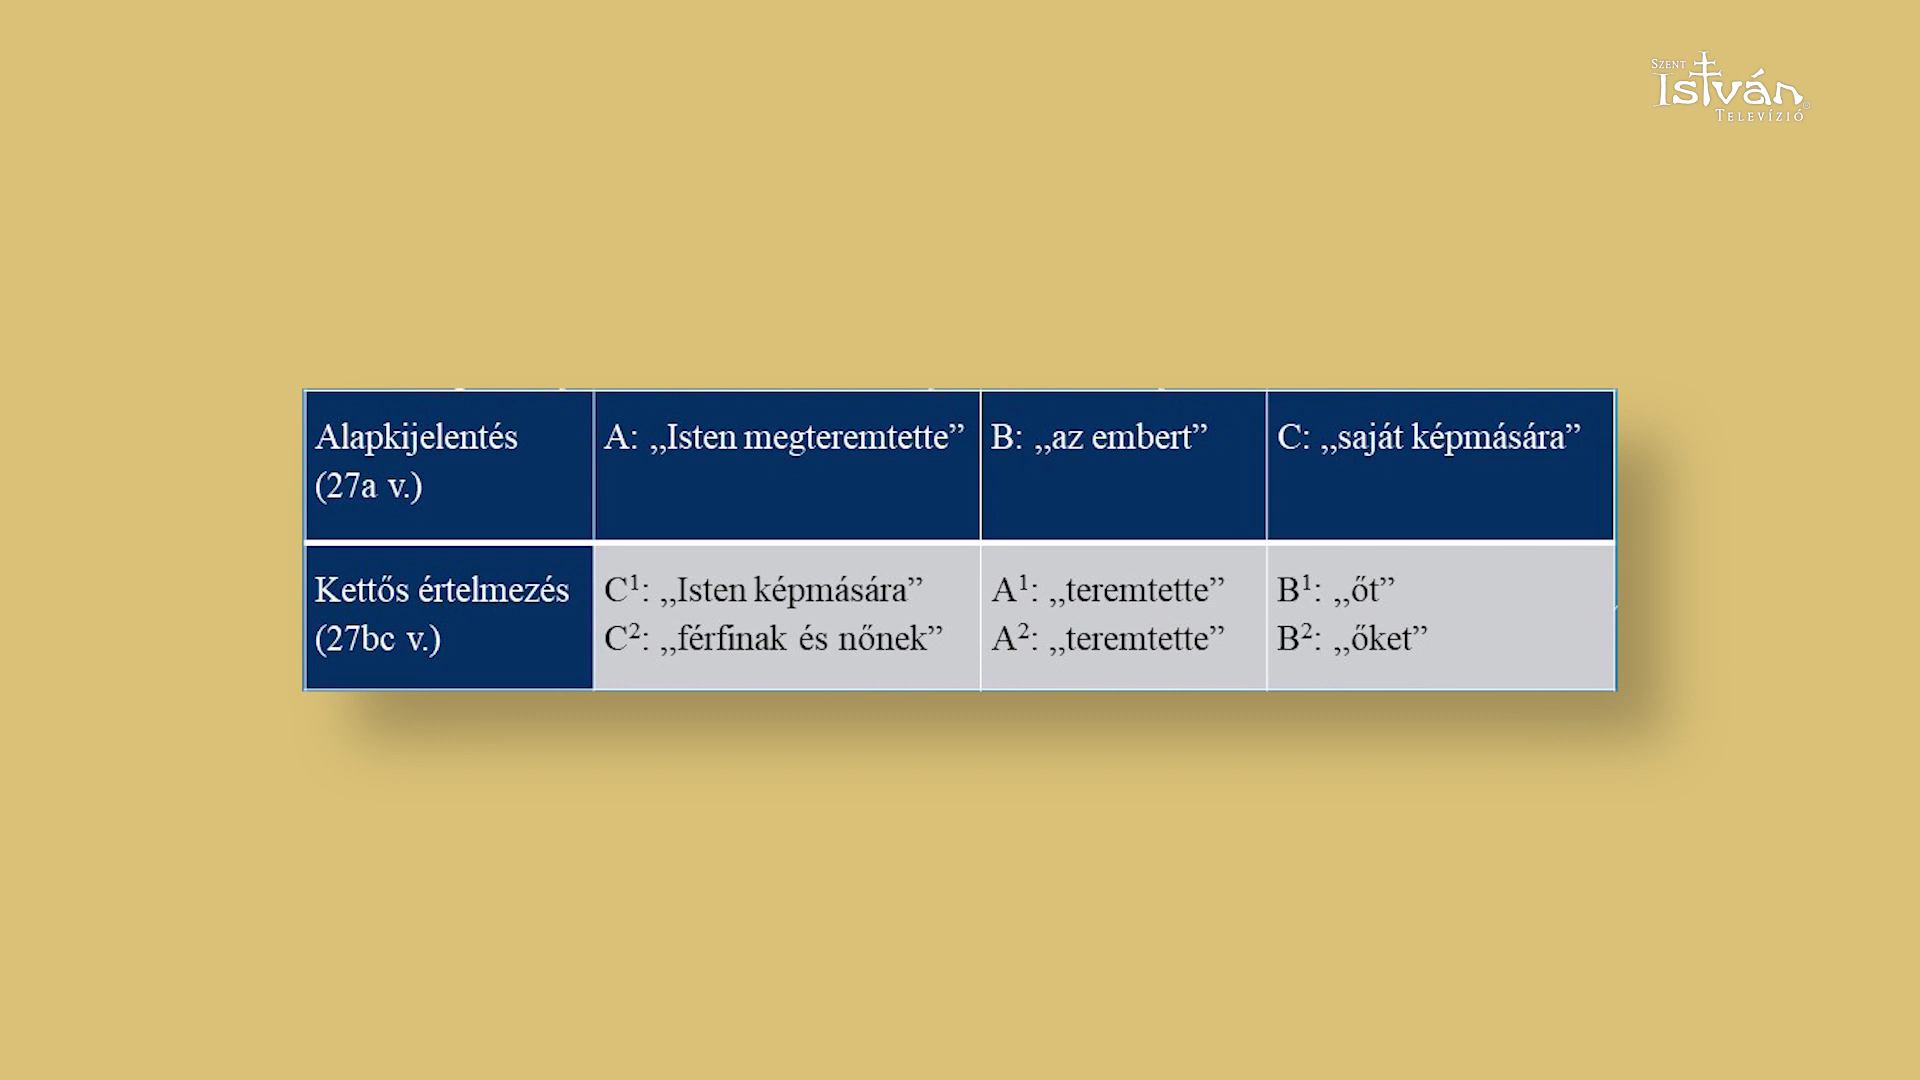 SZENT
István
TELEVÍZIÓ
Alapkijelentés
(27a v.)
A: „Isten megteremtette”
B: „az embert”
C: „saját képmására”
Kettős értelmezés
(27bc v.)
C¹: „Isten képmására”
C²: „férfinak és nőnek”
A¹: „teremtette”
A²: „teremtette”
B¹: „őt”
B²: „őket”